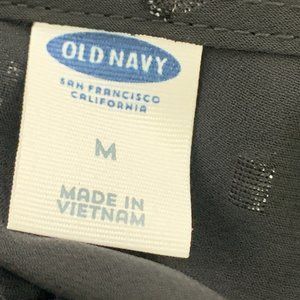 OLD NAVY
SAN FRANCISCO
CALIFORNIA
M
MADE IN
VIETNAM